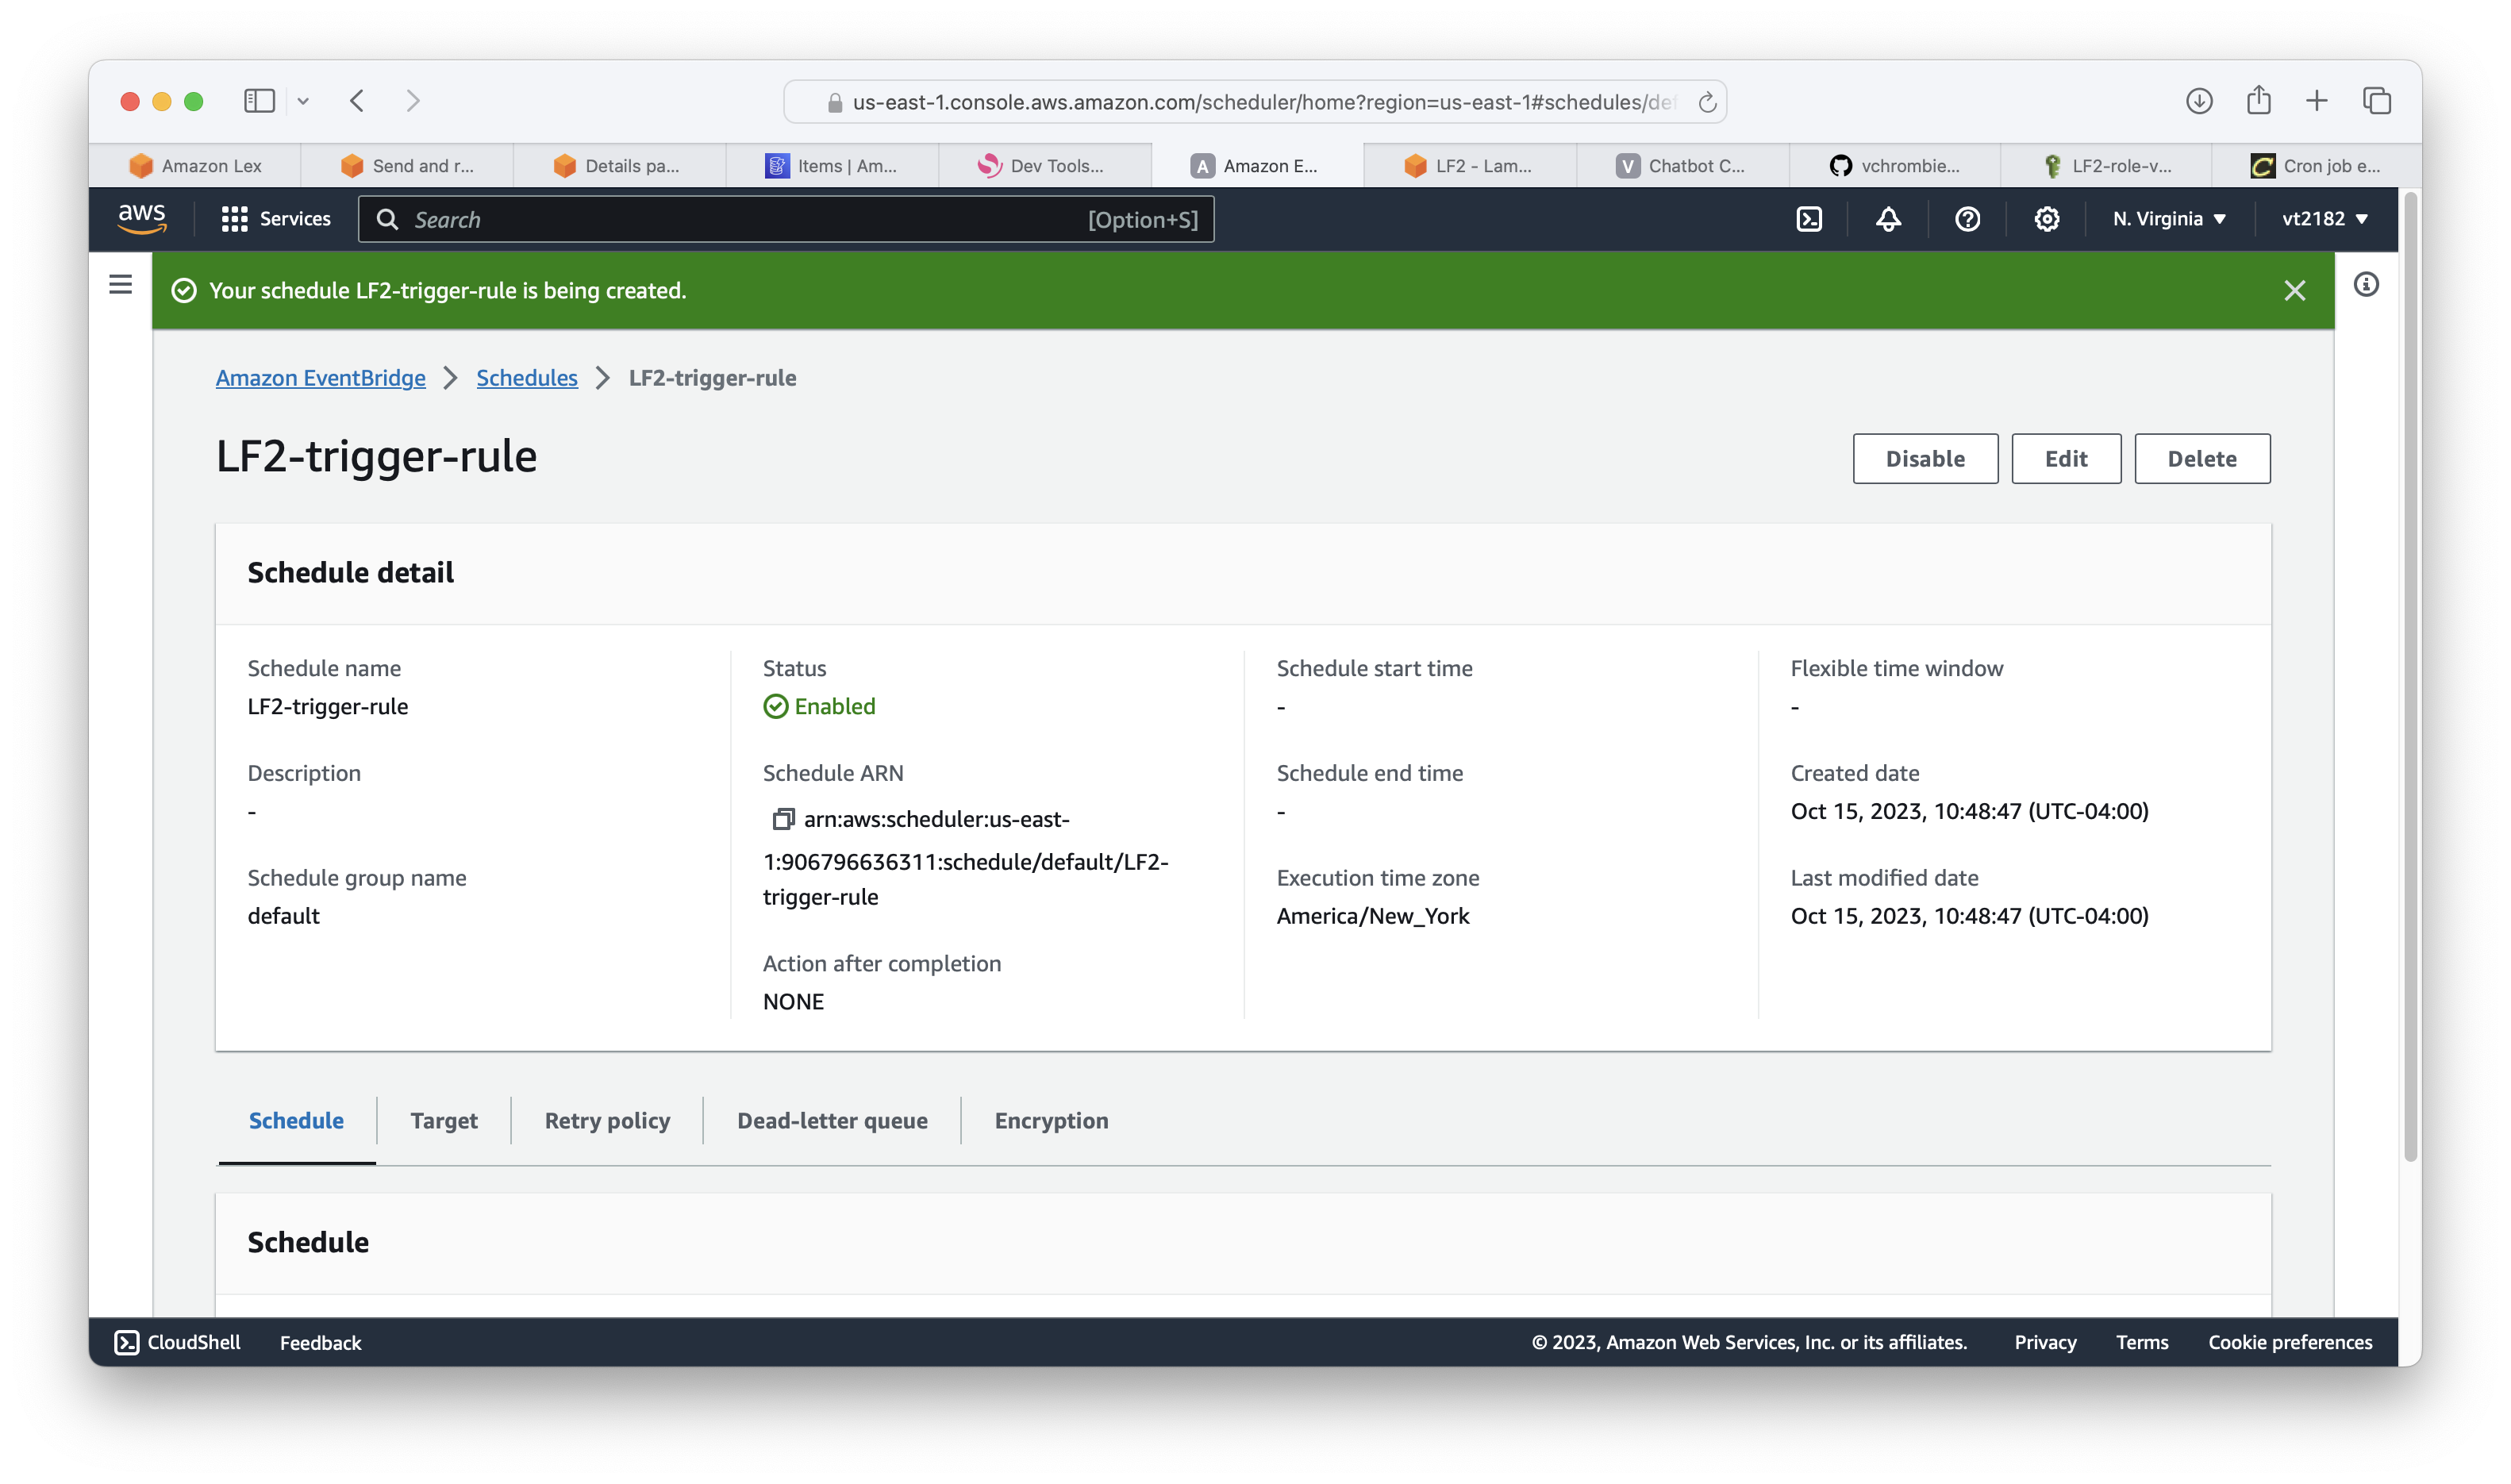 us-east-1.console.aws.amazon.com/scheduler/home?region=us-east-1#schedules/def
Amazon Lex
Send and r...
Details pa...
Items | Am...
Dev Tools...
A
Amazon E...
LF2 - Lam...
V
Chatbot C...
vchrombie...
LF2-role-v...
Cron job e...
aws
Services
Search
[Option+S]
N. Virginia
vt2182
Your schedule LF2-trigger-rule is being created.
Amazon EventBridge
Schedules
LF2-trigger-rule
LF2-trigger-rule
Disable
Edit
Delete
Schedule detail
Schedule name
LF2-trigger-rule
Description
-
Schedule group name
default
Status
Enabled
Schedule ARN
arn:aws:scheduler:us-east-
1:906796636311:schedule/default/LF2-
trigger-rule
Action after completion
NONE
Schedule start time
-
Schedule end time
-
Execution time zone
America/New_York
Flexible time window
-
Created date
Oct 15, 2023, 10:48:47 (UTC-04:00)
Last modified date
Oct 15, 2023, 10:48:47 (UTC-04:00)
Schedule
Target
Retry policy
Dead-letter queue
Encryption
Schedule
CloudShell
Feedback
© 2023, Amazon Web Services, Inc. or its affiliates.
Privacy
Terms
Cookie preferences